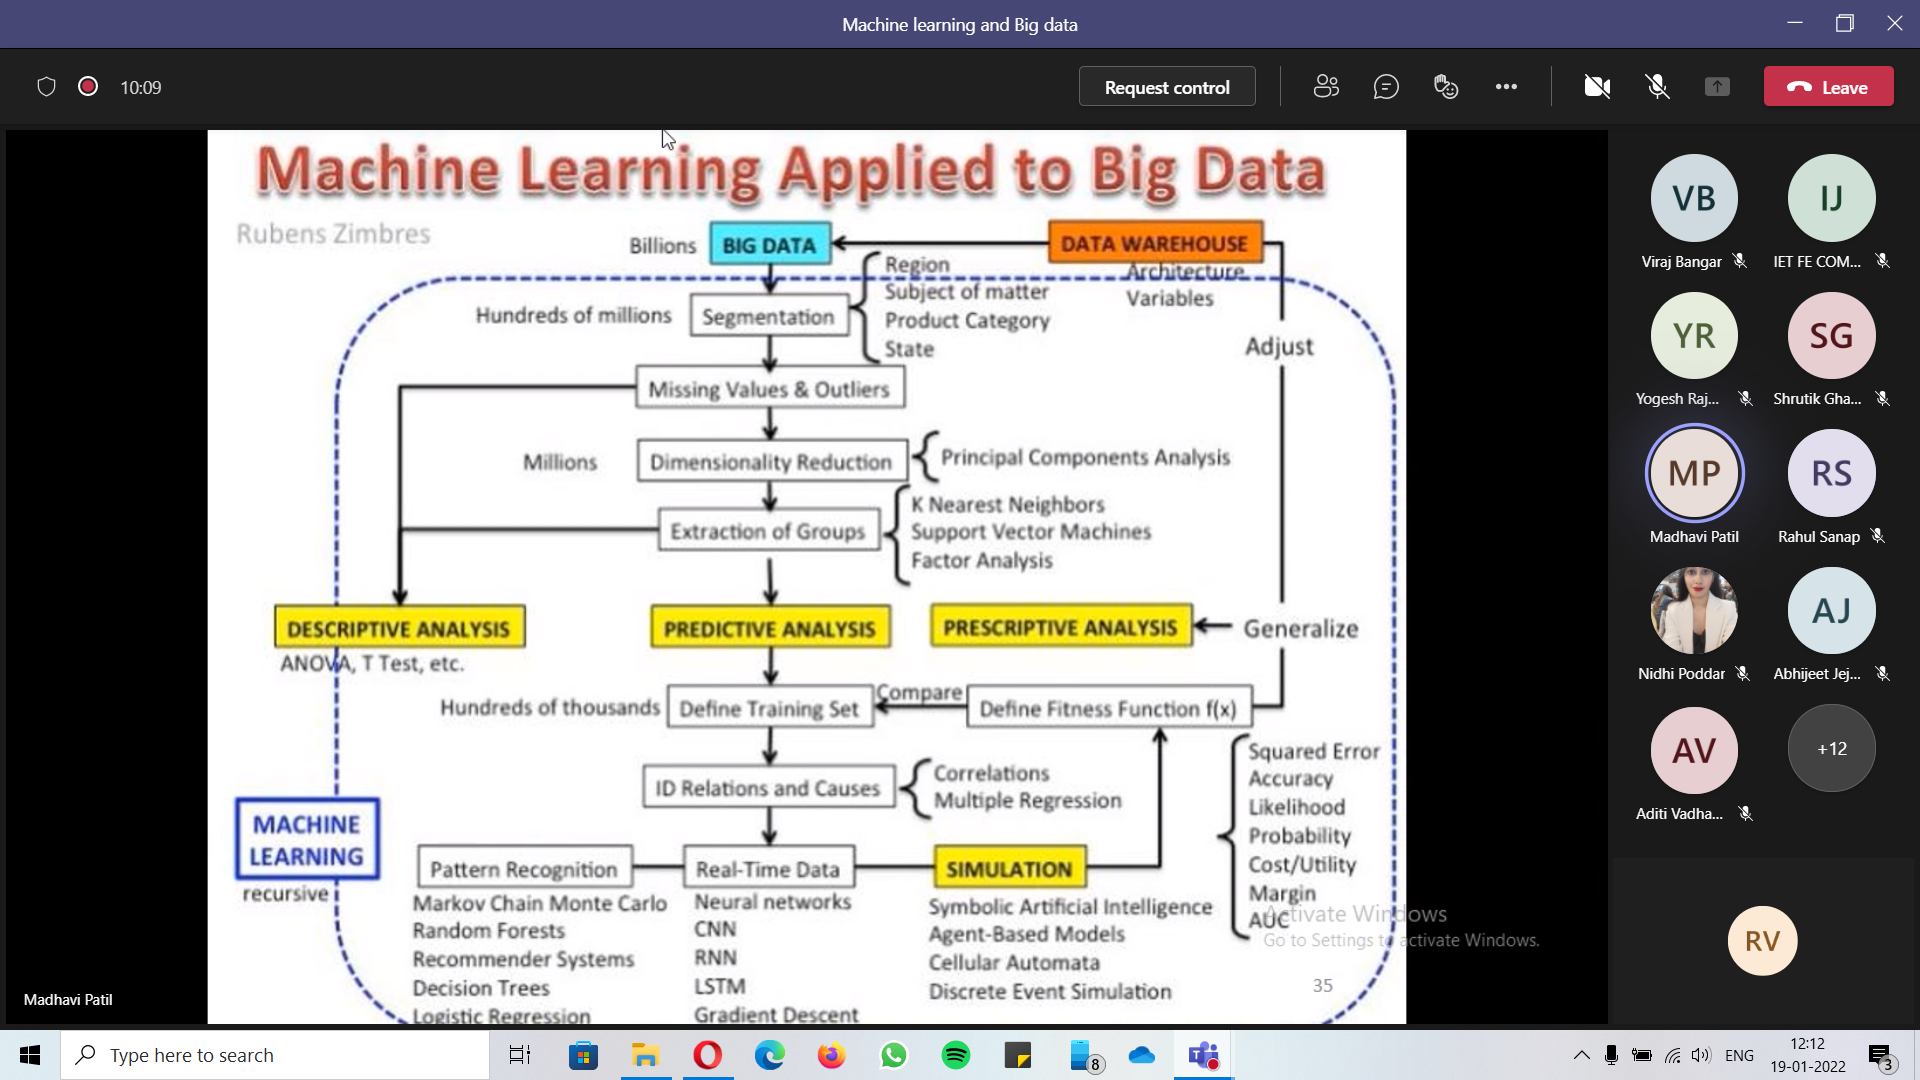 Machine learning and Big data
10:09
Request control
Leave
Machine Learning Applied to Big Data
Rubens Zimbres
Billions
BIG DATA
DATA WAREHOUSE
Architecture
Variables
Region
Subject of matter
Product Category
State
Hundreds of millions
Segmentation
Adjust
Missing Values & Outliers
Millions
Dimensionality Reduction
Principal Components Analysis
Extraction of Groups
K Nearest Neighbors
Support Vector Machines
Factor Analysis
DESCRIPTIVE ANALYSIS
ANOVA, T Test, etc.
PREDICTIVE ANALYSIS
PRESCRIPTIVE ANALYSIS
Generalize
Hundreds of thousands
Define Training Set
Compare
Define Fitness Function f(x)
Squared Error
Accuracy
Likelihood
Probability
Cost/Utility
Margin
AUC
ID Relations and Causes
Correlations
Multiple Regression
MACHINE
LEARNING
recursive
Pattern Recognition
Markov Chain Monte Carlo
Random Forests
Recommender Systems
Decision Trees
Logistic Regression
Real-Time Data
Neural networks
CNN
RNN
LSTM
Gradient Descent
SIMULATION
Symbolic Artificial Intelligence
Agent-Based Models
Cellular Automata
Discrete Event Simulation
35
Activate Windows
Go to Settings to activate Windows.
Madhavi Patil
VB
Viraj Bangar
IJ
IET FE COM...
YR
Yogesh Raj...
SG
Shrutik Gha...
MP
Madhavi Patil
RS
Rahul Sanap
Nidhi Poddar
AJ
Abhijeet Jej...
AV
Aditi Vadha...
+12
RV
Type here to search
8
ENG
12:12
19-01-2022
3